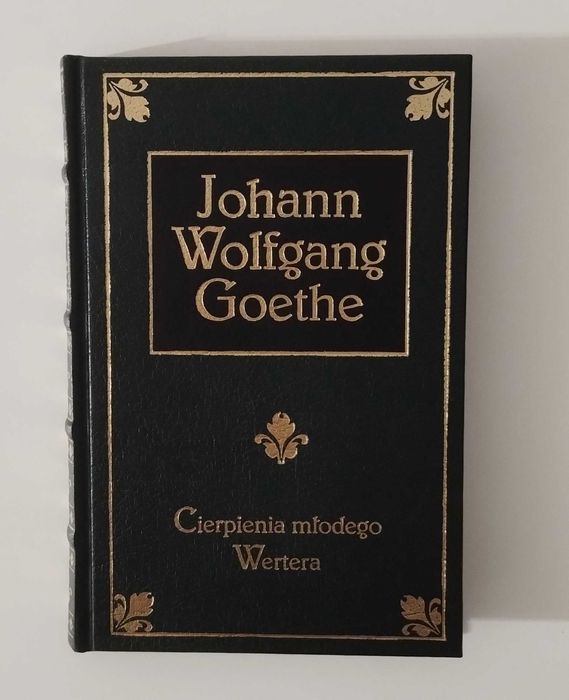 Johann
Wolfgang
Goethe
Cierpienia młodego
Wertera